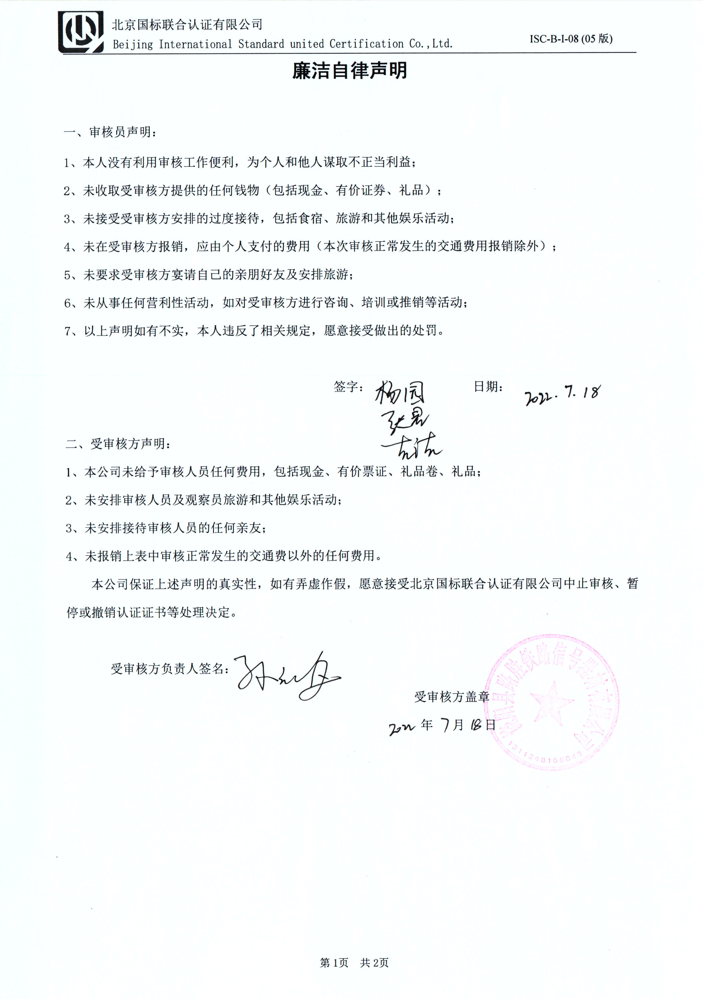 北京国标联合认证有限公司
Beijing International Standard united Certification Co.,Ltd.
ISC-B-I-08 (05 版)
廉洁自律声明
一、审核员声明：
1、本人没有利用审核工作便利，为个人和他人谋取不正当利益；
2、未收取受审核方提供的任何钱物（包括现金、有价证券、礼品）；
3、未接受受审核方安排的过度接待，包括食宿、旅游和其他娱乐活动；
4、未在受审核方报销，应由个人支付的费用（本次审核正常发生的交通费用报销除外）；
5、未要求受审核方宴请自己的亲朋好友及安排旅游；
6、未从事任何营利性活动，如对受审核方进行咨询、培训或推销等活动；
7、以上声明如有不实，本人违反了相关规定，愿意接受做出的处罚。
签字： 杨园 日期： 2022.7.18
二、受审核方声明：
1、本公司未给予审核人员任何费用，包括现金、有价票证、礼品卷、礼品；
2、未安排审核人员及观察员旅游和其他娱乐活动；
3、未安排接待审核人员的任何亲友；
4、未报销上表中审核正常发生的交通费以外的任何费用。
本公司保证上述声明的真实性，如有弄虚作假，愿意接受北京国标联合认证有限公司中止审核、暂
停或撤销认证证书等处理决定。
受审核方负责人签名：
受审核方盖章
2022 年 7 月 18 日
饶阳县路胜铁路信号器材有限公司
第 1页 共 2页